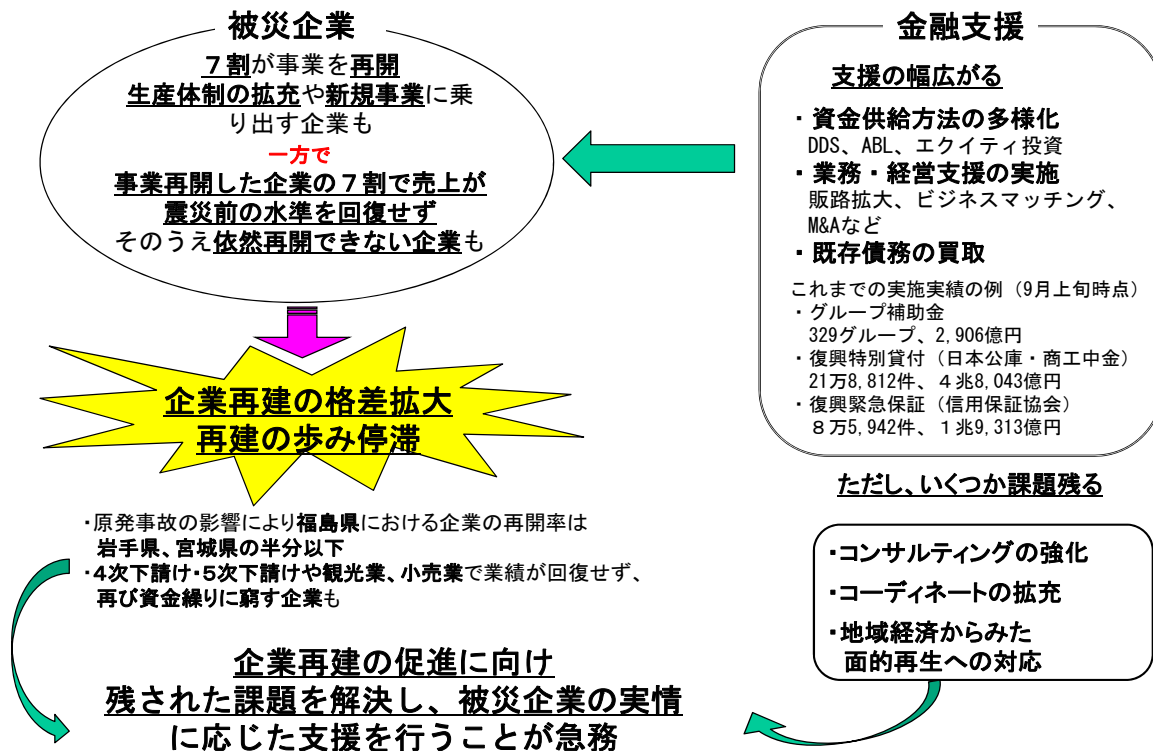 被災企業
７割が事業を再開
生産体制の拡充や新規事業に乗
り出す企業も
一方で
事業再開した企業の７割で売上が
震災前の水準を回復せず
そのうえ依然再開できない企業も
企業再建の格差拡大
再建の歩み停滞
・原発事故の影響により福島県における企業の再開率は
岩手県、宮城県の半分以下
・４次下請け・５次下請けや観光業、小売業で業績が回復せず、
再び資金繰りに窮す企業も
金融支援
支援の幅広がる
・資金供給方法の多様化
DDS、ABL、エクイティ投資
・業務・経営支援の実施
販路拡大、ビジネスマッチング、
M&Aなど
・既存債務の買取
これまでの実施実績の例（9月上旬時点）
・グループ補助金
329グループ、2,906億円
・復興特別貸付（日本公庫・商工中金）
21万8,812件、４兆8,043億円
・復興緊急保証（信用保証協会）
８万5,942件、１兆9,313億円
ただし、いくつか課題残る
・コンサルティングの強化
・コーディネートの拡充
・地域経済からみた
面的再生への対応
企業再建の促進に向け
残された課題を解決し、被災企業の実情
に応じた支援を行うことが急務